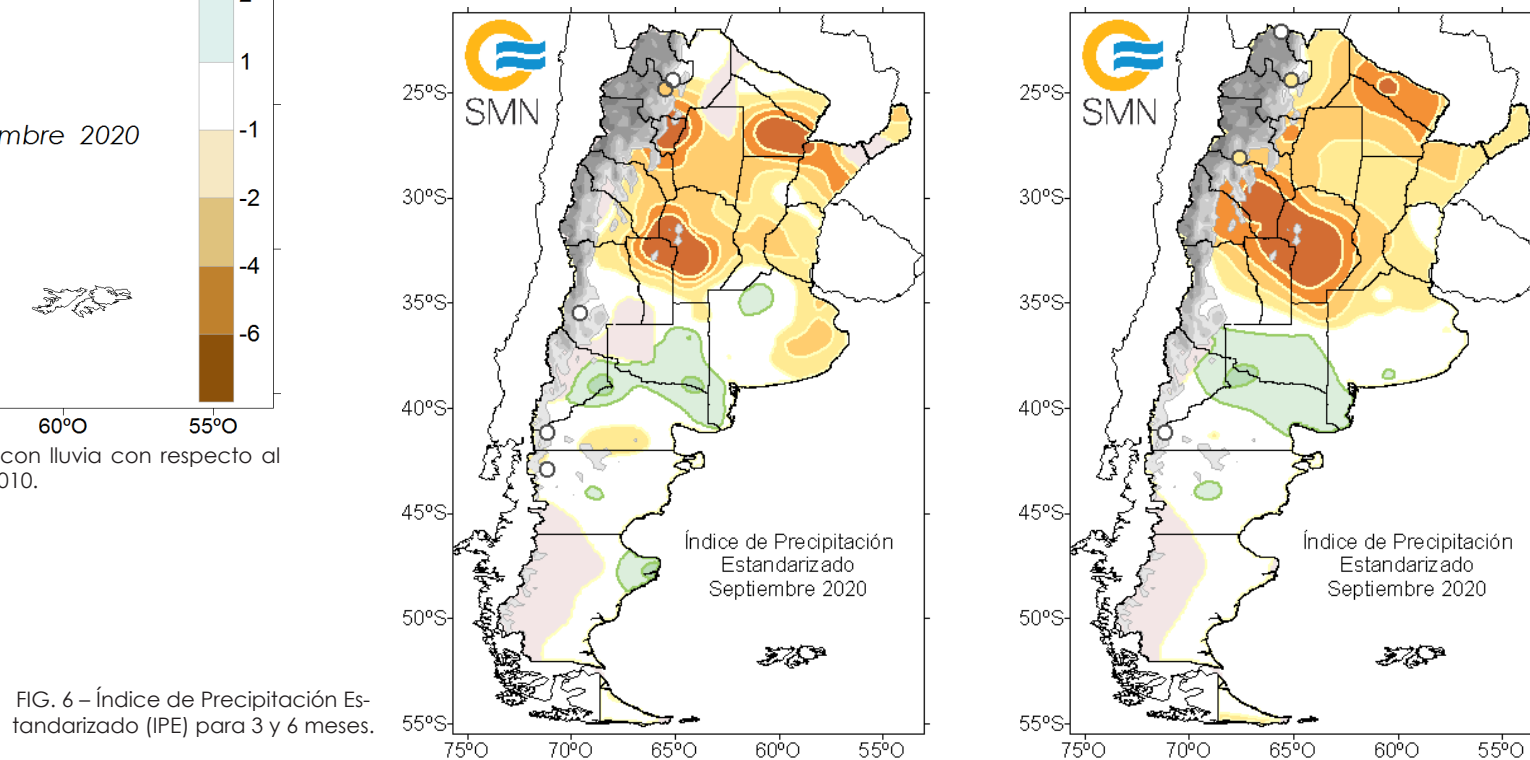 2
1
-1
-2
-4
-6
embre 2020
60ºO 55ºO
con lluvia con respecto al
010.
FIG. 6 – Índice de Precipitación Es-
tandarizado (IPE) para 3 y 6 meses.
SMN
25ºS
30ºS
35ºS
40ºS
45ºS
50ºS
55ºS
Índice de Precipitación
Estandarizado
Septiembre 2020
75ºO 70ºO 65ºO 60ºO 55ºO
SMN
25ºS
30ºS
35ºS
40ºS
45ºS
50ºS
55ºS
Índice de Precipitación
Estandarizado
Septiembre 2020
75ºO 70ºO 65ºO 60ºO 55ºO